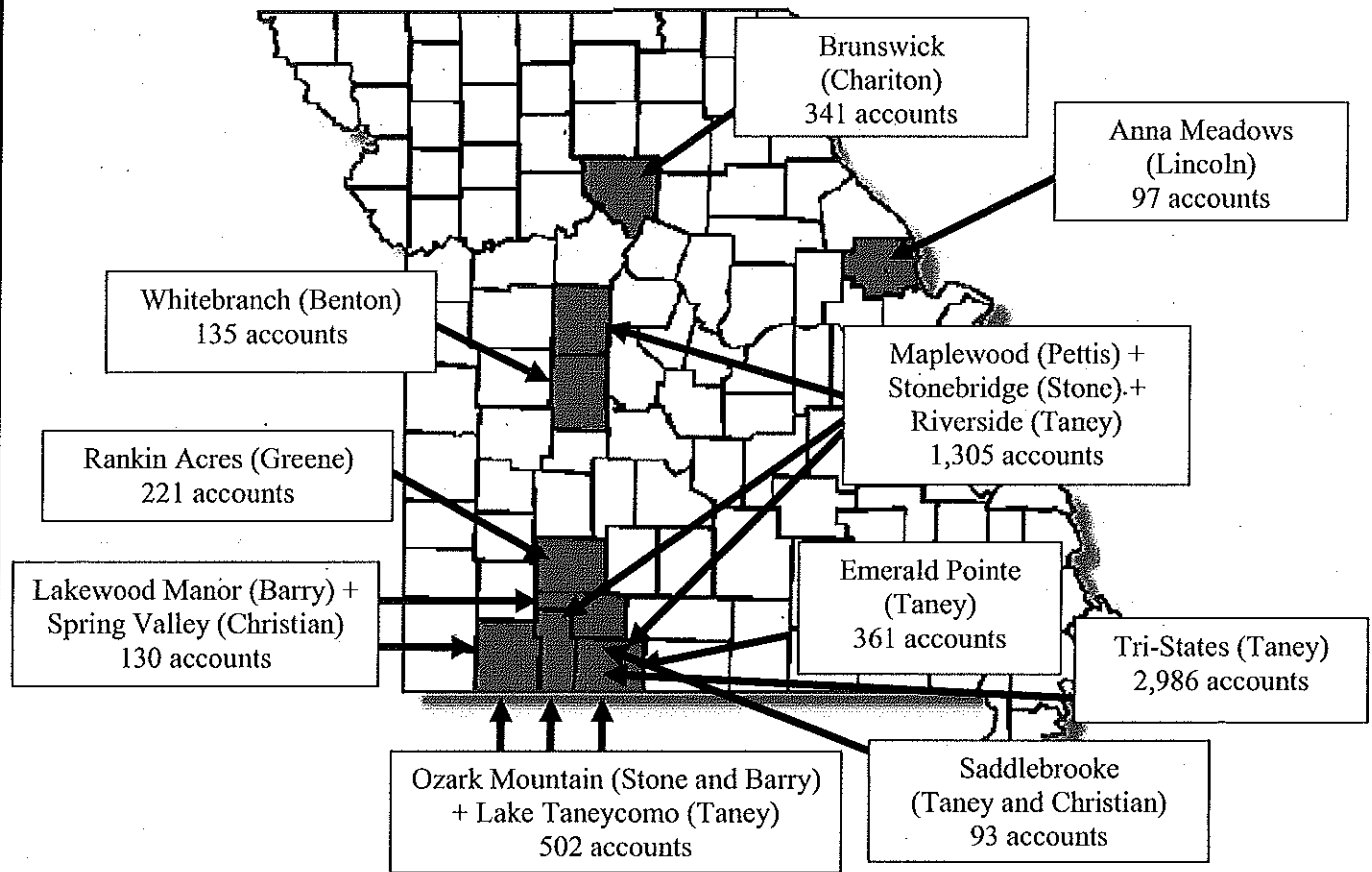 Brunswick
(Chariton)
341 accounts
Anna Meadows
(Lincoln)
97 accounts
Whitebranch (Benton)
135 accounts
Maplewood (Pettis) +
Stonebridge (Stone) +
Riverside (Taney)
1,305 accounts
Rankin Acres (Greene)
221 accounts
Emerald Pointe
(Taney)
361 accounts
Lakewood Manor (Barry) +
Spring Valley (Christian)
130 accounts
Tri-States (Taney)
2,986 accounts
Ozark Mountain (Stone and Barry)
+ Lake Taneycomo (Taney)
502 accounts
Saddlebrooke
(Taney and Christian)
93 accounts